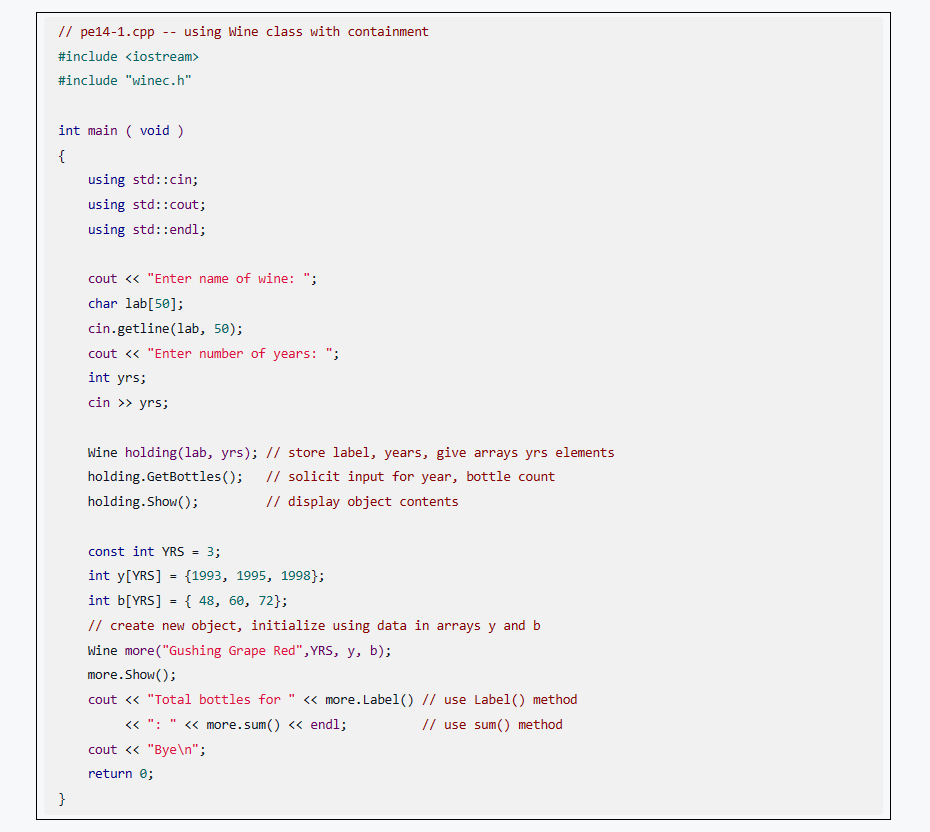 // pe14-1.cpp -- using Wine class with containment
#include <iostream>
#include "winec.h"
int main ( void )
{
using std::cin;
using std::cout;
using std::endl;
cout << "Enter name of wine: ";
char lab[50];
cin.getline(lab, 50);
cout << "Enter number of years: ";
int yrs;
cin >> yrs;
Wine holding(lab, yrs); // store label, years, give arrays yrs elements
holding.GetBottles();   // solicit input for year, bottle count
holding.Show();         // display object contents
const int YRS = 3;
int y[YRS] = {1993, 1995, 1998};
int b[YRS] = { 48, 60, 72};
// create new object, initialize using data in arrays y and b
Wine more("Gushing Grape Red",YRS, y, b);
more.Show();
cout << "Total bottles for " << more.Label() // use Label() method
<< ": " << more.sum() << endl;          // use sum() method
cout << "Bye\n";
return 0;
}